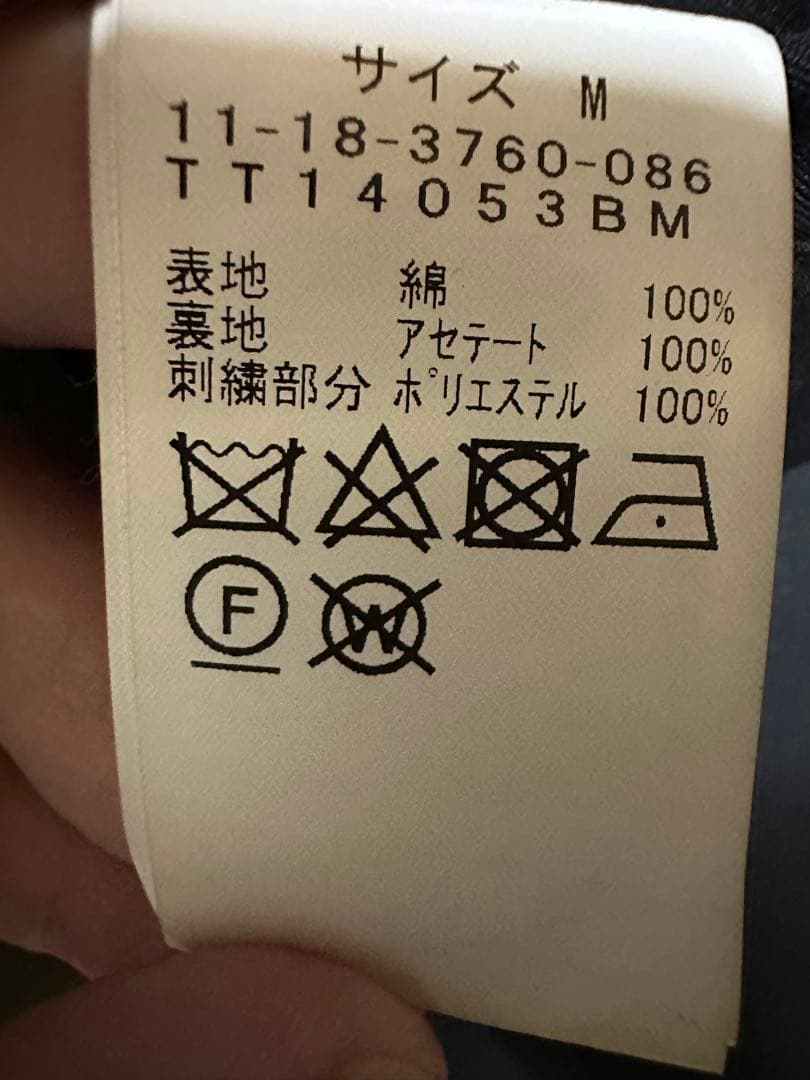 サイズ M
11-18-3760-086
TT14053BM
表地 綿 100%
裏地 アセテート 100%
刺繍部分 ポリエステル 100%
F
W